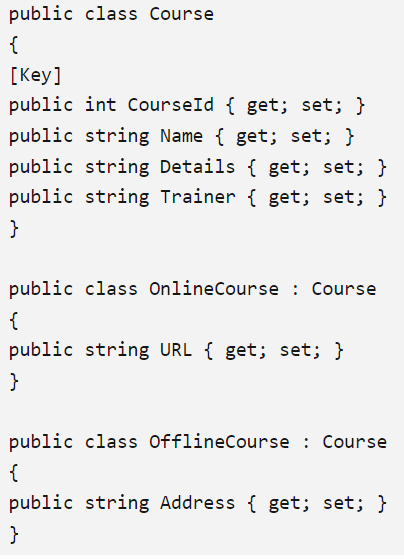 public class Course
{
[Key]
public int CourseId { get; set; }
public string Name { get; set; }
public string Details { get; set; }
public string Trainer { get; set; }
}

public class OnlineCourse : Course
{
public string URL { get; set; }
}

public class OfflineCourse : Course
{
public string Address { get; set; }
}